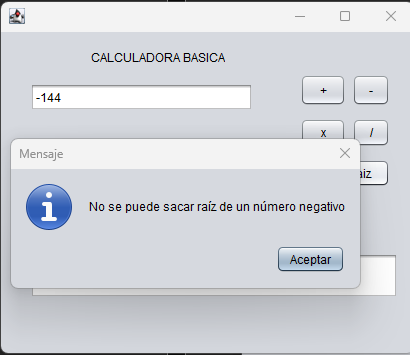 CALCULADORA BASICA
-144
+ -
x /
Mensaje
aiz
No se puede sacar raíz de un número negativo
Aceptar